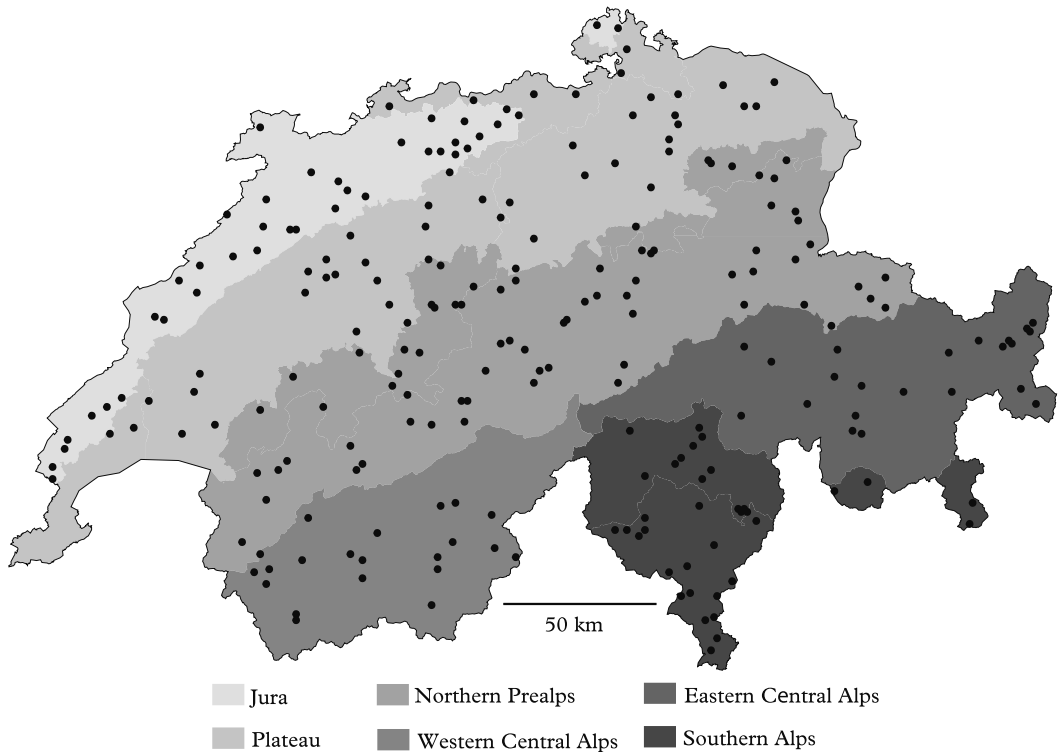 50 km
Jura
Northern Prealps
Eastern Central Alps
Plateau
Western Central Alps
Southern Alps